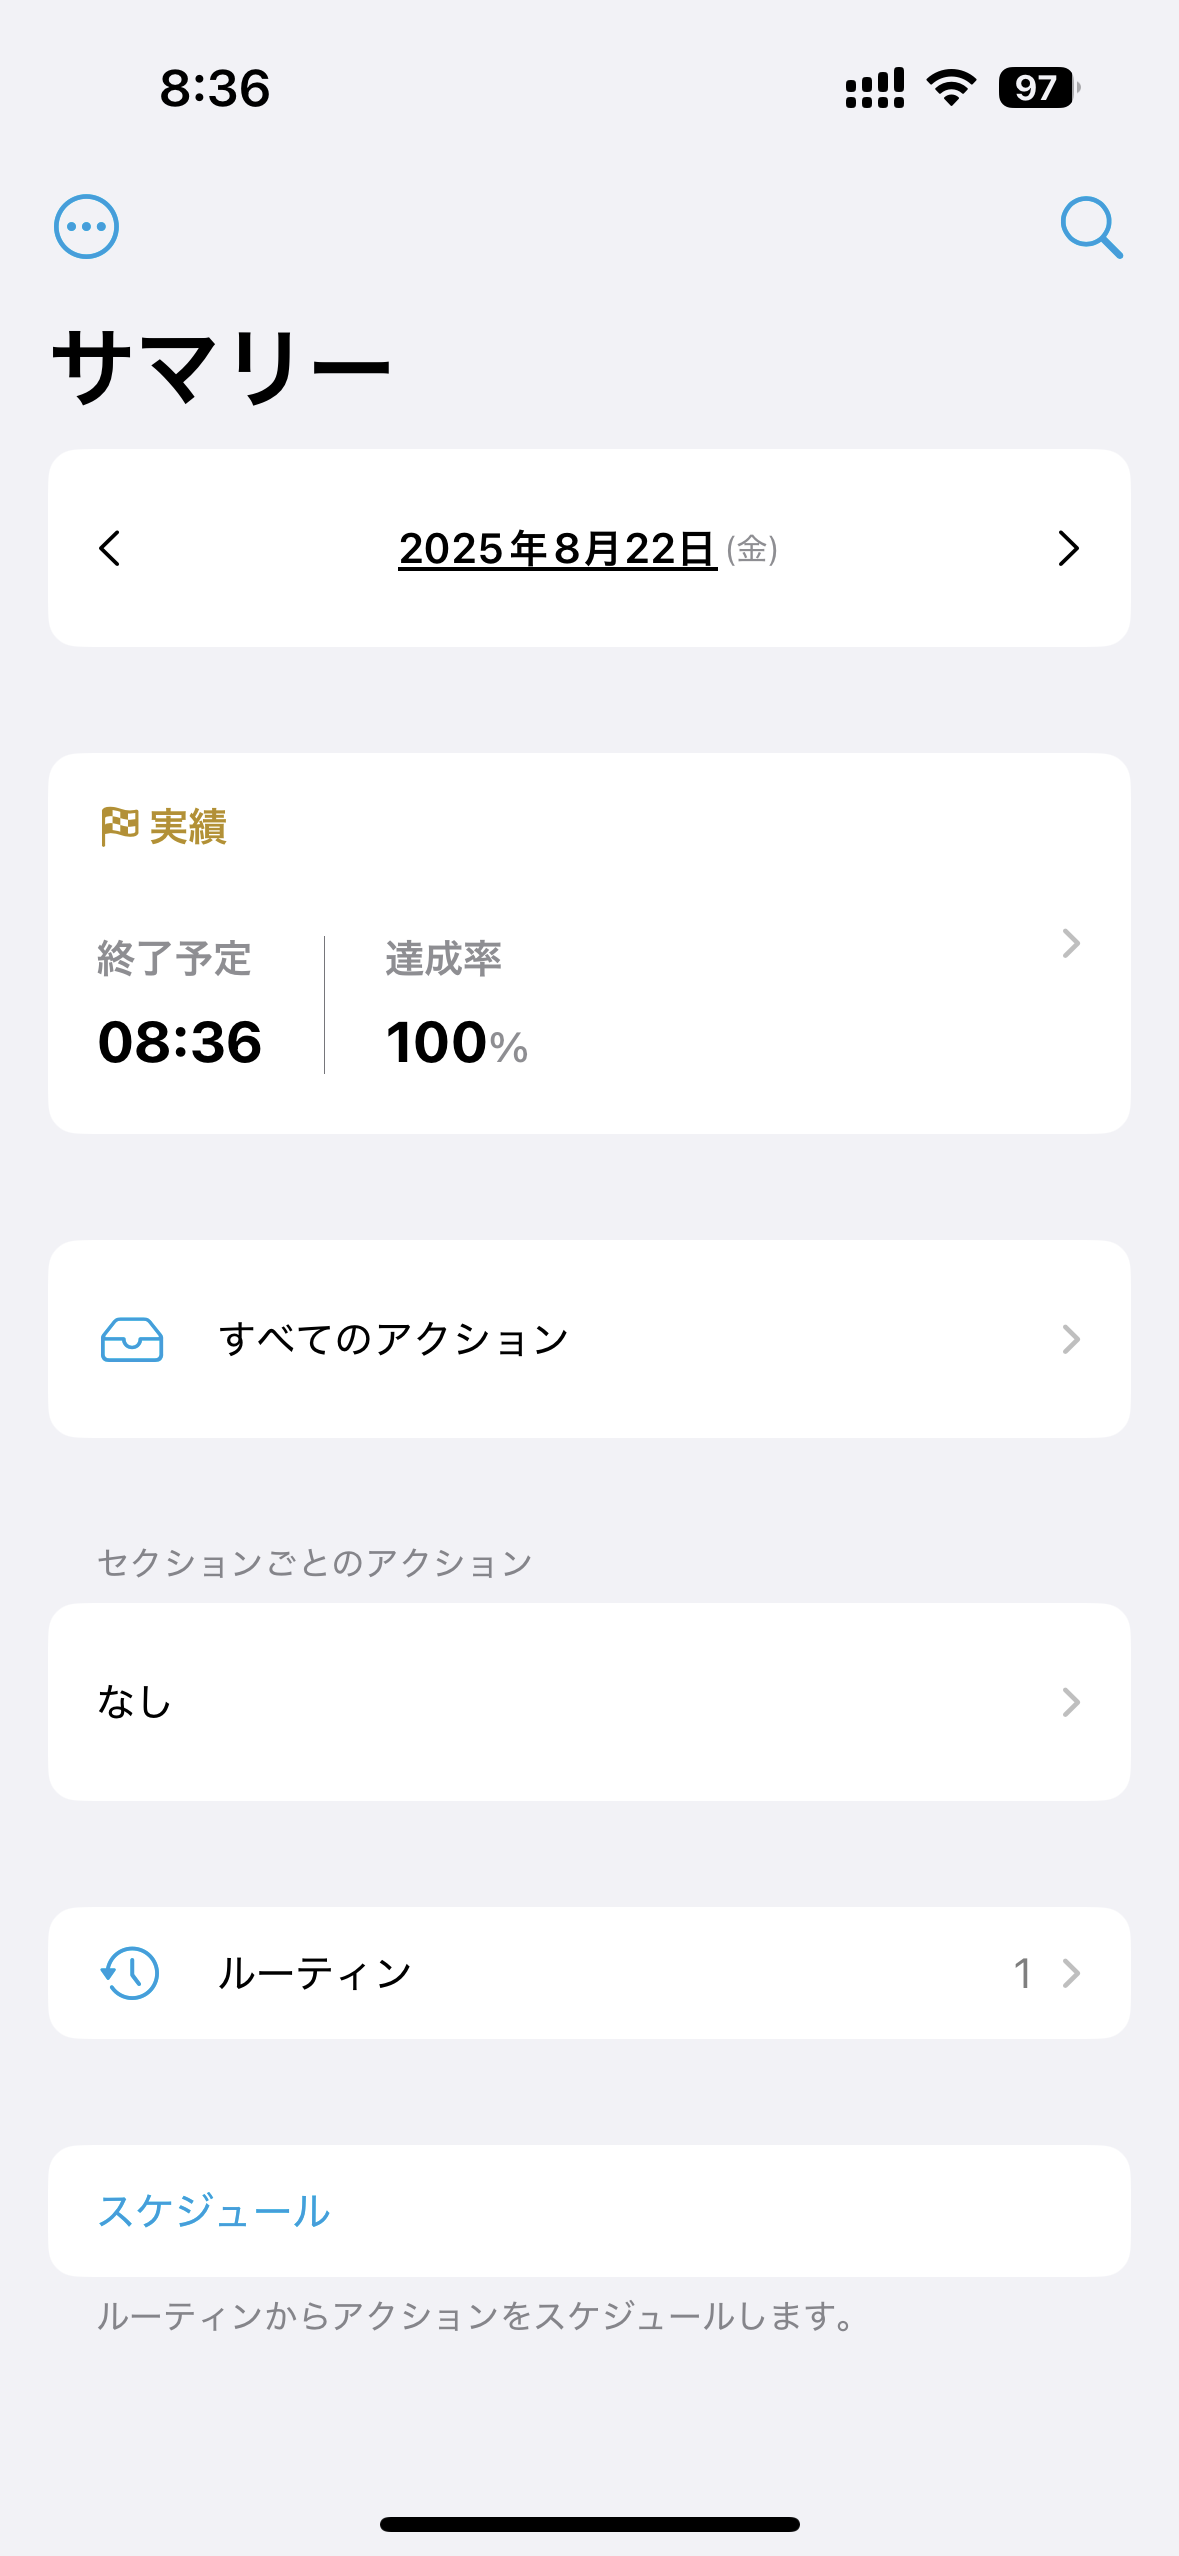 8:36
97
サマリー
2025年8月22日 (金)
実績
終了予定
達成率
08:36
100%
すべてのアクション
セクションごとのアクション
なし
ルーティン
1
スケジュール
ルーティンからアクションをスケジュールします。